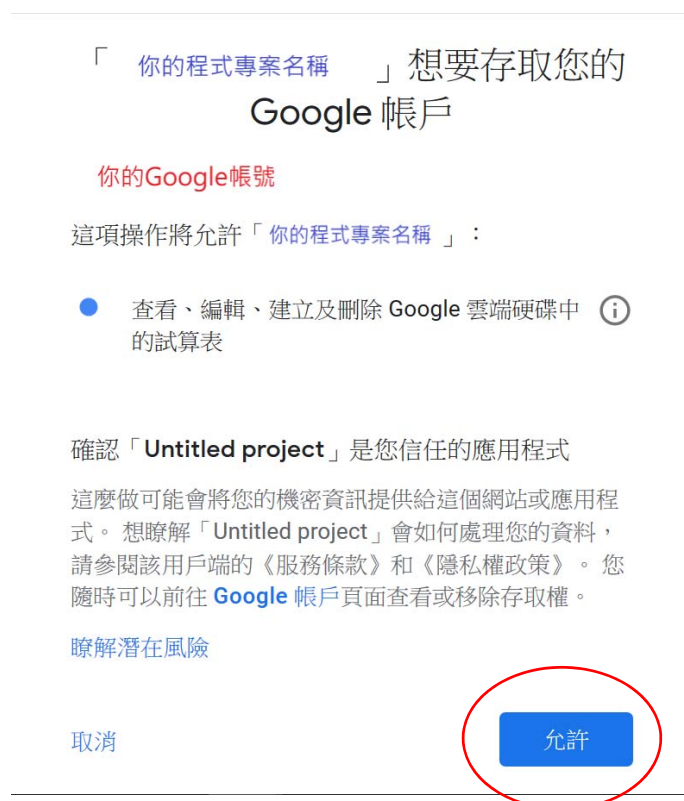 「 你的程式專案名稱 」想要存取您的
Google 帳戶
你的Google帳號
這項操作將允許「 你的程式專案名稱 」：
查看、編輯、建立及刪除 Google 雲端硬碟中
的試算表
確認「Untitled project」是您信任的應用程式
這麼做可能會將您的機密資訊提供給這個網站或應用程
式。 想瞭解「Untitled project」會如何處理您的資料，
請參閱該用戶端的《服務條款》和《隱私權政策》。 您
隨時可以前往 Google 帳戶頁面查看或移除存取權。
瞭解潛在風險
取消
允許